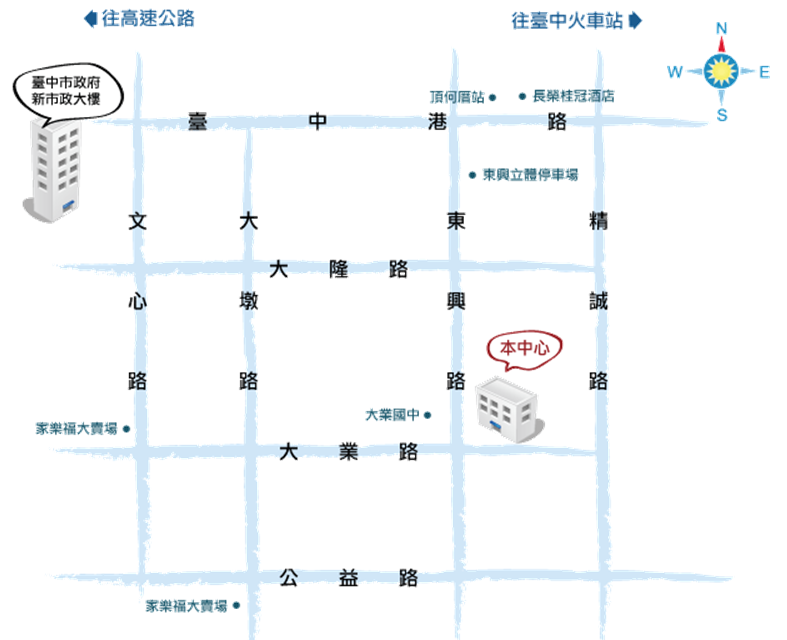 往高速公路
往臺中火車站
N
W
E
S
臺中市政府
新市政大樓
頂何厝站
長榮桂冠酒店
臺中港路
東興立體停車場
文心路
大墩路
東興路
精誠路
大隆路
本中心
大業國中
家樂福大賣場
大業路
公益路
家樂福大賣場